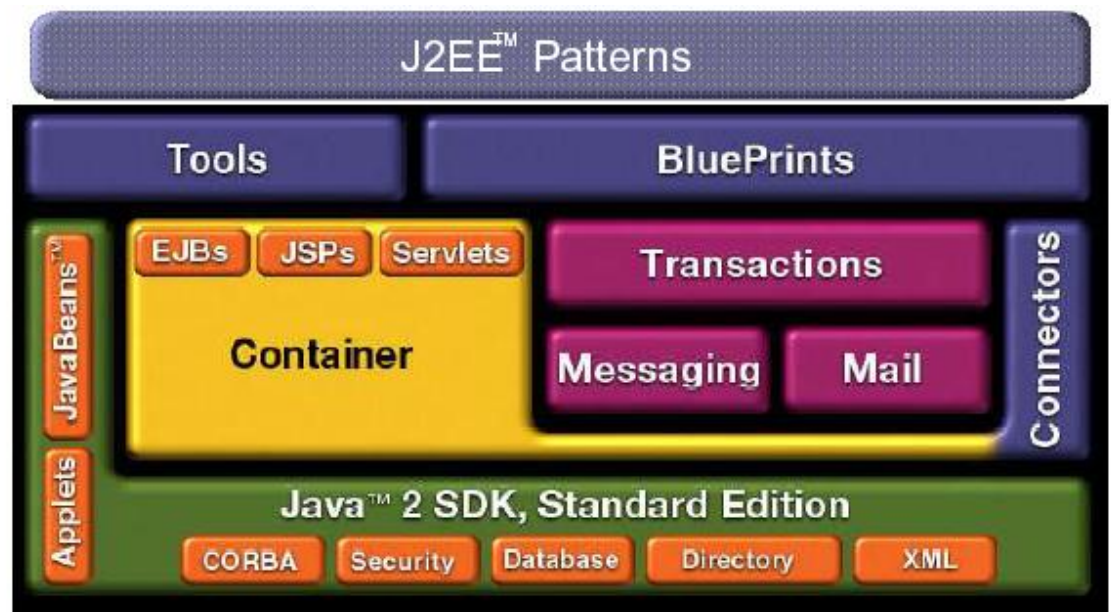 J2EE™ Patterns
Tools
BluePrints
JavaBeans™
Applets
EJBs
JSPs
Servlets
Container
Transactions
Messaging
Mail
Connectors
Java™ 2 SDK, Standard Edition
CORBA
Security
Database
Directory
XML